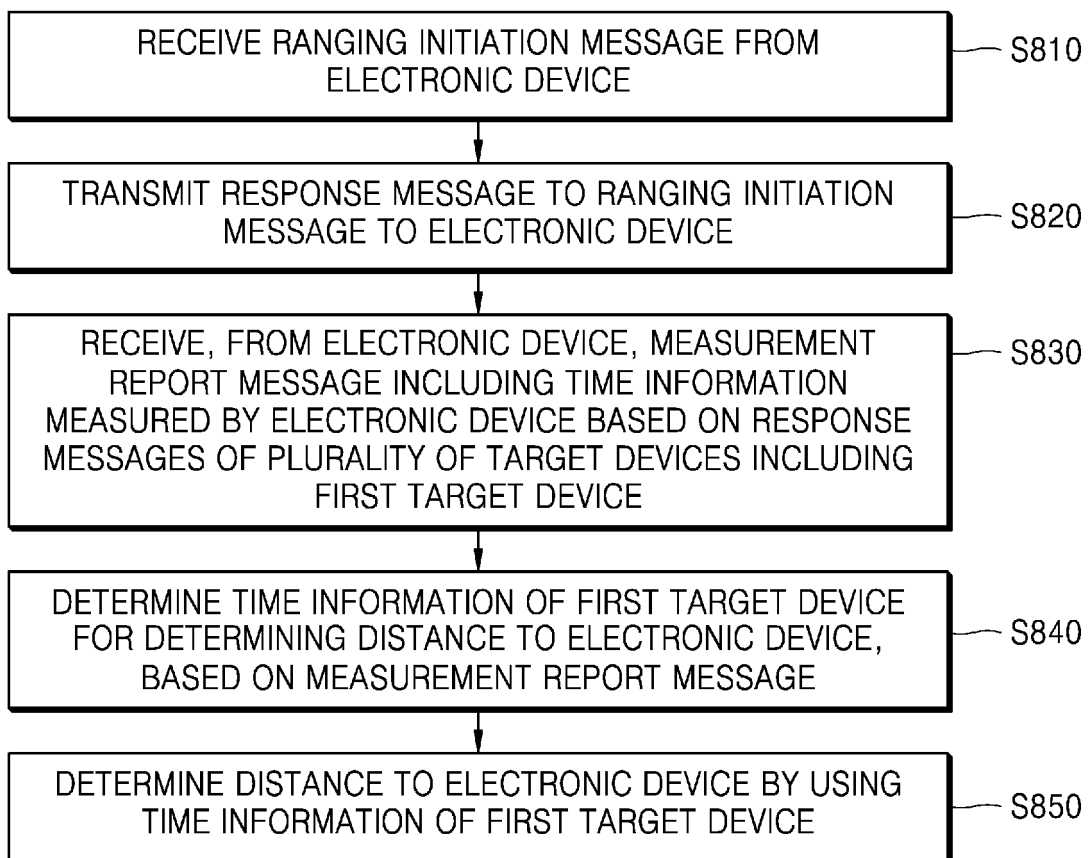 RECEIVE RANGING INITIATION MESSAGE FROM
ELECTRONIC DEVICE
S810
TRANSMIT RESPONSE MESSAGE TO RANGING INITIATION
MESSAGE TO ELECTRONIC DEVICE
S820
RECEIVE, FROM ELECTRONIC DEVICE, MEASUREMENT
REPORT MESSAGE INCLUDING TIME INFORMATION
MEASURED BY ELECTRONIC DEVICE BASED ON RESPONSE
MESSAGES OF PLURALITY OF TARGET DEVICES INCLUDING
FIRST TARGET DEVICE
S830
DETERMINE TIME INFORMATION OF FIRST TARGET DEVICE
FOR DETERMINING DISTANCE TO ELECTRONIC DEVICE,
BASED ON MEASUREMENT REPORT MESSAGE
S840
DETERMINE DISTANCE TO ELECTRONIC DEVICE BY USING
TIME INFORMATION OF FIRST TARGET DEVICE
S850